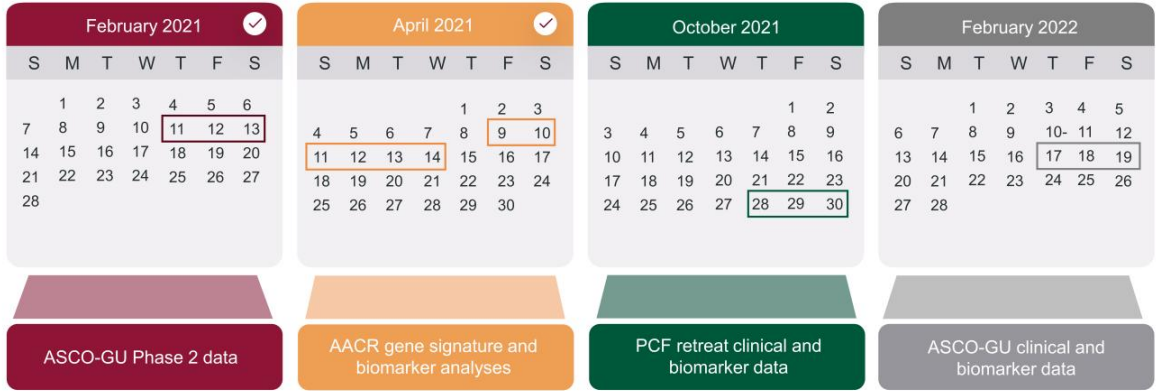 February 2021
S M T W T F S
1 2 3 4 5 6
7 8 9 10 11 12 13
14 15 16 17 18 19 20
21 22 23 24 25 26 27
28
ASCO-GU Phase 2 data
April 2021
S M T W T F S
1 2 3
4 5 6 7 8 9 10
11 12 13 14 15 16 17
18 19 20 21 22 23 24
25 26 27 28 29 30
AACR gene signature and
biomarker analyses
October 2021
S M T W T F S
1 2
3 4 5 6 7 8 9
10 11 12 13 14 15 16
17 18 19 20 21 22 23
24 25 26 27 28 29 30
PCF retreat clinical and
biomarker data
February 2022
S M T W T F S
1 2 3 4 5
6 7 8 9 10- 11 12
13 14 15 16 17 18 19
20 21 22 23 24 25 26
27 28
ASCO-GU clinical and
biomarker data